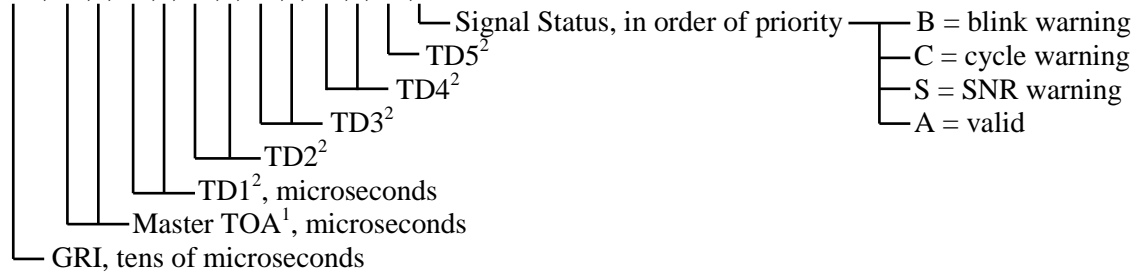 Signal Status, in order of priority
B = blink warning
C = cycle warning
S = SNR warning
A = valid
TD5²
TD4²
TD3²
TD2²
TD1², microseconds
Master TOA¹, microseconds
GRI, tens of microseconds